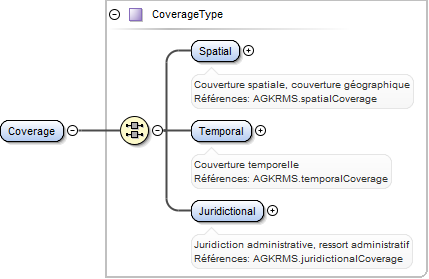 CoverageType
Spatial
Couverture spatiale, couverture géographique
Références: AGKRMS.spatialCoverage
Coverage
Temporal
Couverture temporelle
Références: AGKRMS.temporalCoverage
Juridictional
Juridiction administrative, ressort administratif
Références: AGKRMS.juridictionalCoverage